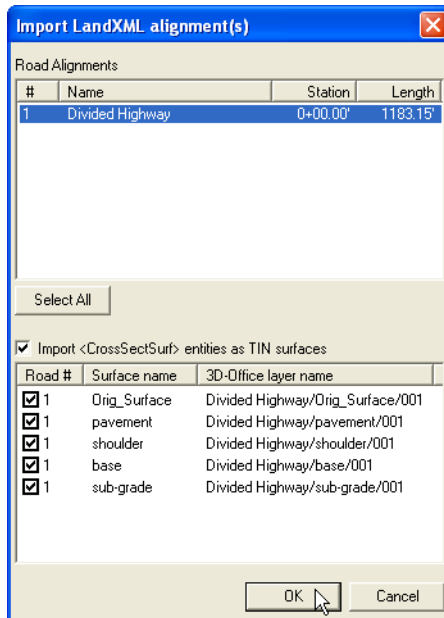 Import LandXML alignment(s)
Road Alignments
# Name Station Length
1 Divided Highway 0+00.00' 1183.15'
Select All
Import <CrossSectSurf> entities as TIN surfaces
Road # Surface name 3D-Office layer name
1 Orig_Surface Divided Highway/Orig_Surface/001
1 pavement Divided Highway/pavement/001
1 shoulder Divided Highway/shoulder/001
1 base Divided Highway/base/001
1 sub-grade Divided Highway/sub-grade/001
OK Cancel